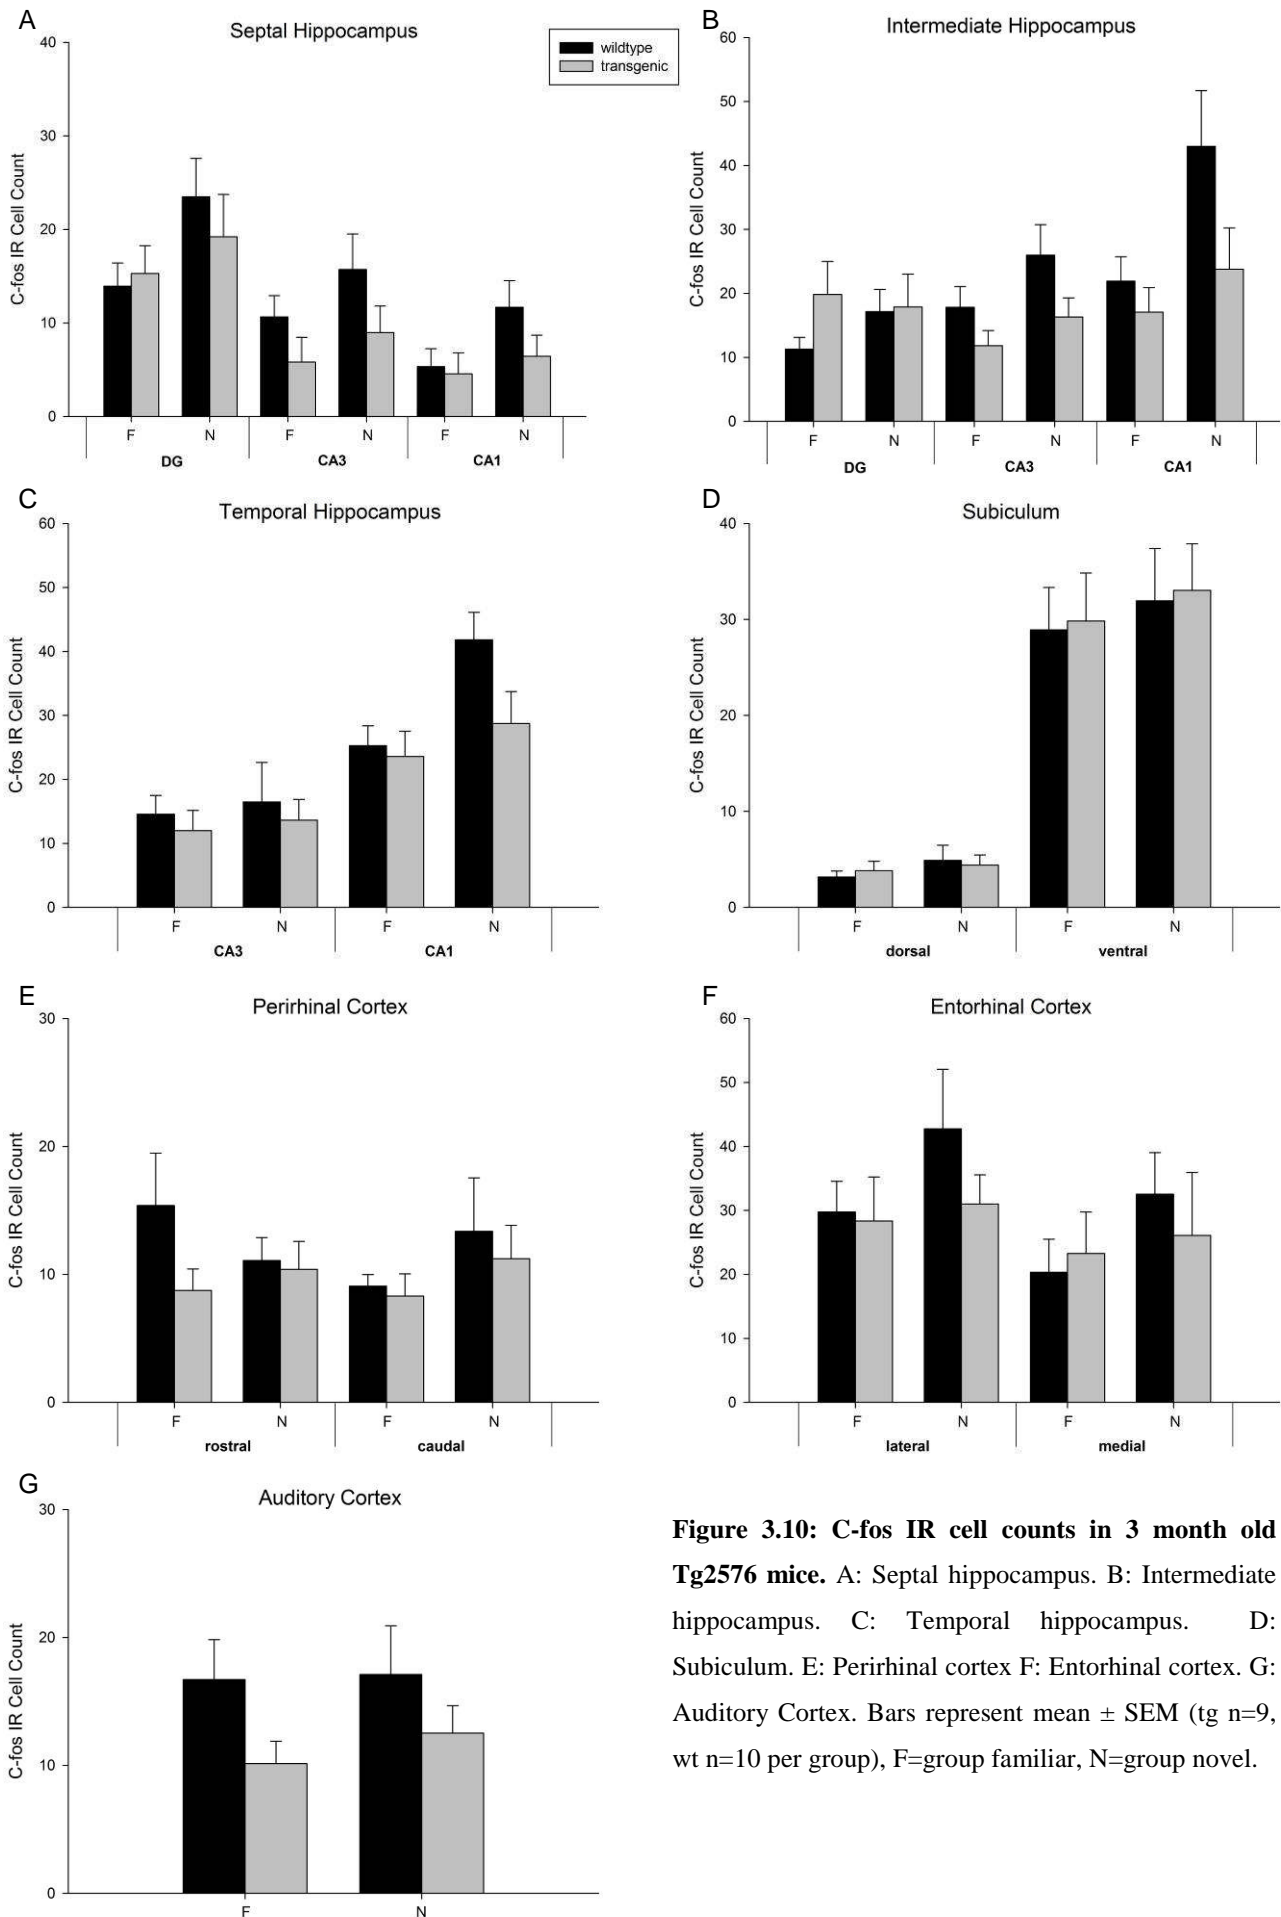 A
Septal Hippocampus
wildtype
transgenic
C-fos IR Cell Count
40
30
20
10
0
F N F N F N
DG CA3 CA1
B
Intermediate Hippocampus
C-fos IR Cell Count
60
50
40
30
20
10
0
F N F N F N
DG CA3 CA1
C
Temporal Hippocampus
C-fos IR Cell Count
60
50
40
30
20
10
0
F N F N
CA3 CA1
D
Subiculum
C-fos IR Cell Count
40
30
20
10
0
F N F N
dorsal ventral
E
Perirhinal Cortex
C-fos IR Cell Count
30
20
10
0
F N F N
rostral caudal
F
Entorhinal Cortex
C-fos IR Cell Count
60
50
40
30
20
10
0
F N F N
lateral medial
G
Auditory Cortex
C-fos IR Cell Count
30
20
10
0
F N
Figure 3.10: C-fos IR cell counts in 3 month old
Tg2576 mice. A: Septal hippocampus. B: Intermediate
hippocampus. C: Temporal hippocampus. D:
Subiculum. E: Perirhinal cortex F: Entorhinal cortex. G:
Auditory Cortex. Bars represent mean ± SEM (tg n=9,
wt n=10 per group), F=group familiar, N=group novel.